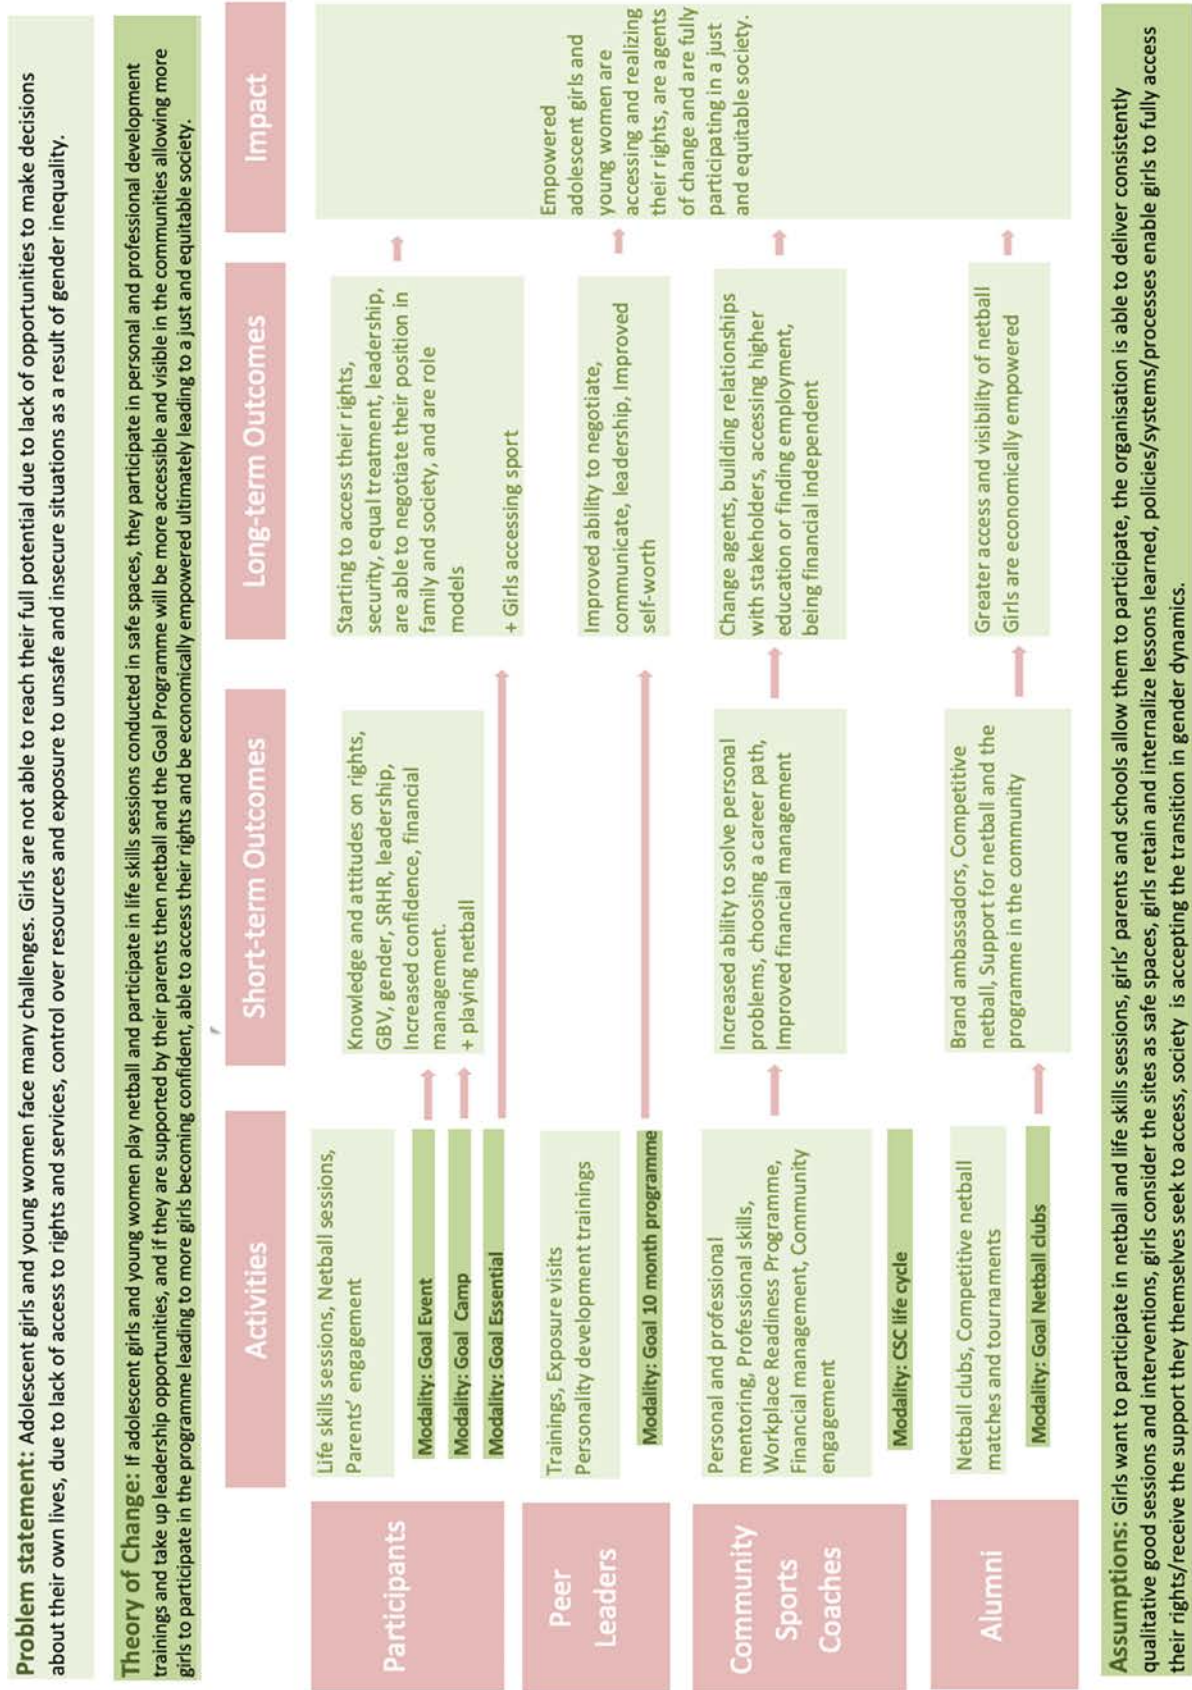 Problem statement: Adolescent girls and young women face many challenges. Girls are not able to reach their full potential due to lack of opportunities to make decisions
about their own lives, due to lack of access to rights and services, control over resources and exposure to unsafe and insecure situations as a result of gender inequality.
Theory of Change: If adolescent girls and young women play netball and participate in life skills sessions conducted in safe spaces, they participate in personal and professional development
trainings and take up leadership opportunities, and if they are supported by their parents then netball and the Goal Programme will be more accessible and visible in the communities allowing more
girls to participate in the programme leading to more girls becoming confident, able to access their rights and be economically empowered ultimately leading to a just and equitable society.
Activities
Short-term Outcomes
Long-term Outcomes
Impact
Participants
Life skills sessions, Netball sessions,
Parents' engagement
Modality: Goal Event
Modality: Goal Camp
Modality: Goal Essential
Knowledge and attitudes on rights,
GBV, gender, SRHR, leadership,
Increased confidence, financial
management.
+ playing netball
Starting to access their rights,
security, equal treatment, leadership,
are able to negotiate their position in
family and society, and are role
models
+ Girls accessing sport
Peer
Leaders
Trainings, Exposure visits
Personality development trainings
Modality: Goal 10 month programme
Improved ability to negotiate,
communicate, leadership, Improved
self-worth
Community
Sports
Coaches
Personal and professional
mentoring, Professional skills,
Workplace Readiness Programme,
Financial management, Community
engagement
Modality: CSC life cycle
Increased ability to solve personal
problems, choosing a career path,
Improved financial management
Change agents, building relationships
with stakeholders, accessing higher
education or finding employment,
being financial independent
Alumni
Netball clubs, Competitive netball
matches and tournaments
Modality: Goal Netball clubs
Brand ambassadors, Competitive
netball, Support for netball and the
programme in the community
Greater access and visibility of netball
Girls are economically empowered
Empowered
adolescent girls and
young women are
accessing and realizing
their rights, are agents
of change and are fully
participating in a just
and equitable society.
Assumptions: Girls want to participate in netball and life skills sessions, girls' parents and schools allow them to participate, the organisation is able to deliver consistently
qualitative good sessions and interventions, girls consider the sites as safe spaces, girls retain and internalize lessons learned, policies/systems/processes enable girls to fully access
their rights/receive the support they themselves seek to access, society is accepting the transition in gender dynamics.